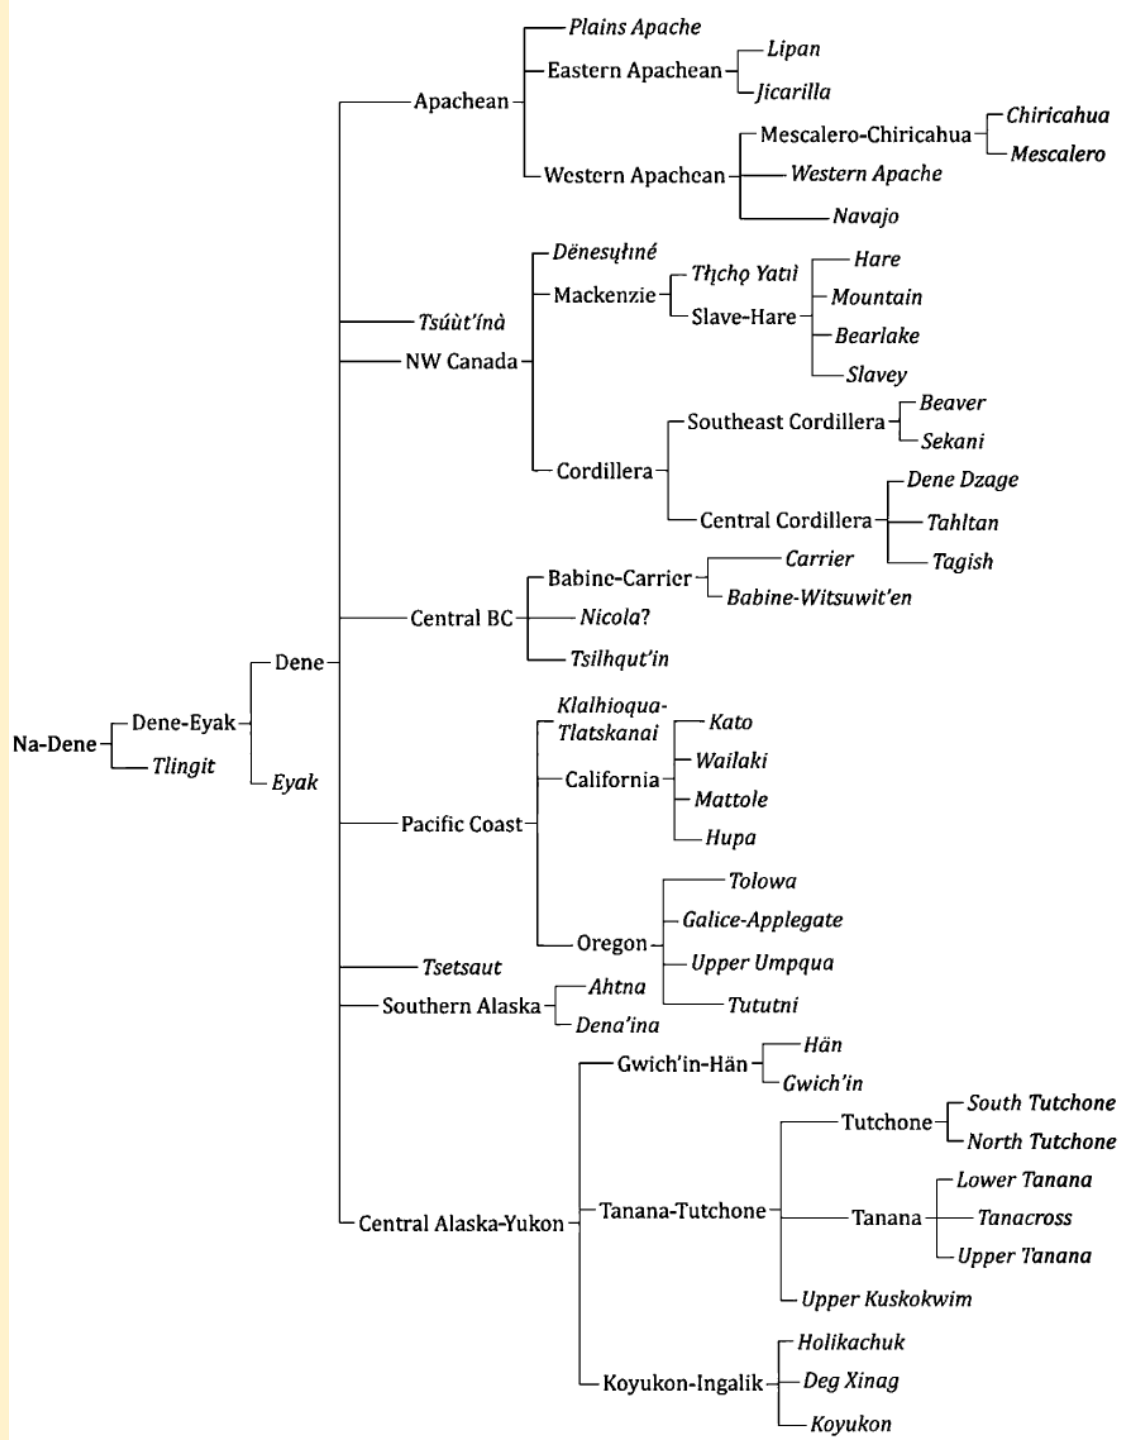 Plains Apache
Lipan
Eastern Apachean
Jicarilla
Apachean
Chiricahua
Mescalero-Chiricahua
Mescalero
Western Apachean
Western Apache
Navajo
Dënesųłıné
Tłįchǫ Yatıì
Hare
Mackenzie
Mountain
Slave-Hare
Tsúùt'ínà
Bearlake
NW Canada
Slavey
Beaver
Southeast Cordillera
Sekani
Cordillera
Dene Dzage
Central Cordillera
Tahltan
Tagish
Carrier
Babine-Carrier
Babine-Witsuwit'en
Central BC
Nicola?
Tsilhqut'in
Dene
Klalhioqua-
Tlatskanai
Kato
Dene-Eyak
Na-Dene
Wailaki
Tlingit
California
Eyak
Mattole
Pacific Coast
Hupa
Tolowa
Galice-Applegate
Oregon
Upper Umpqua
Tsetsaut
Ahtna
Southern Alaska
Tututni
Dena'ina
Hän
Gwich'in-Hän
Gwich'in
South Tutchone
Tutchone
North Tutchone
Lower Tanana
Tanana-Tutchone
Central Alaska-Yukon
Tanana
Tanacross
Upper Tanana
Upper Kuskokwim
Holikachuk
Koyukon-Ingalik
Deg Xinag
Koyukon